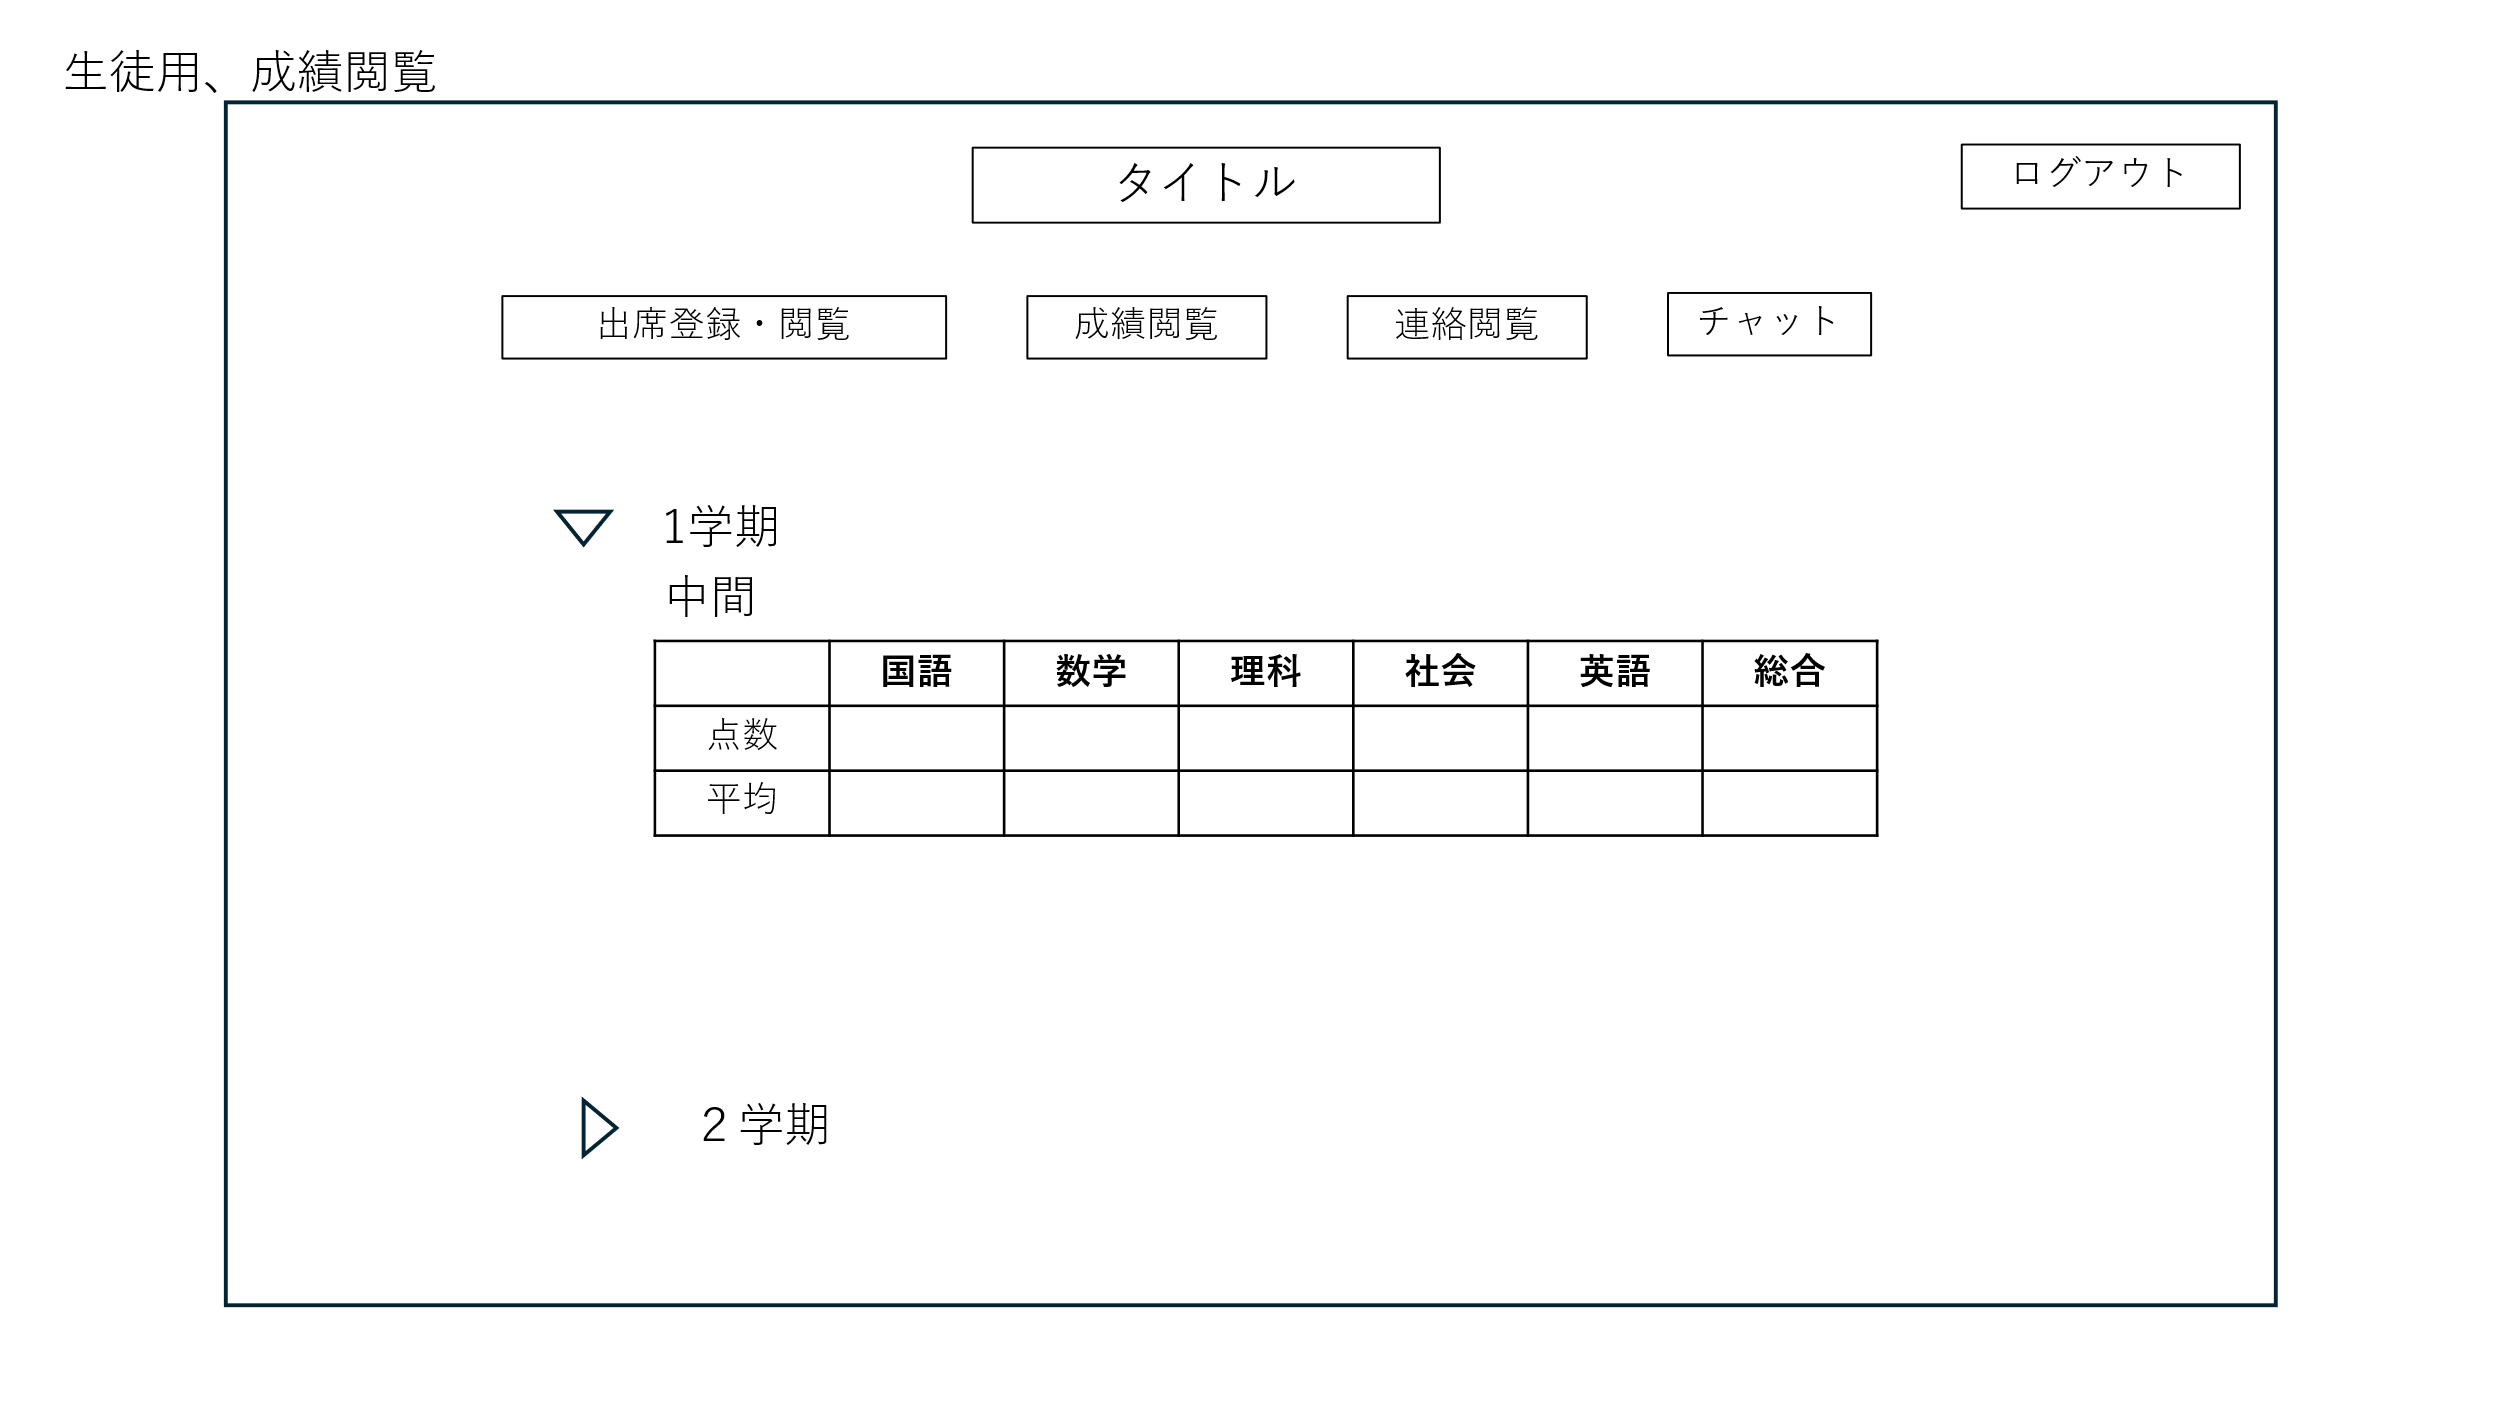 生徒用、成績閲覧
タイトル
ログアウト
出席登録・閲覧
成績閲覧
連絡閲覧
チャット
1学期
中間
国語 数学 理科 社会 英語 総合
点数
平均
２学期